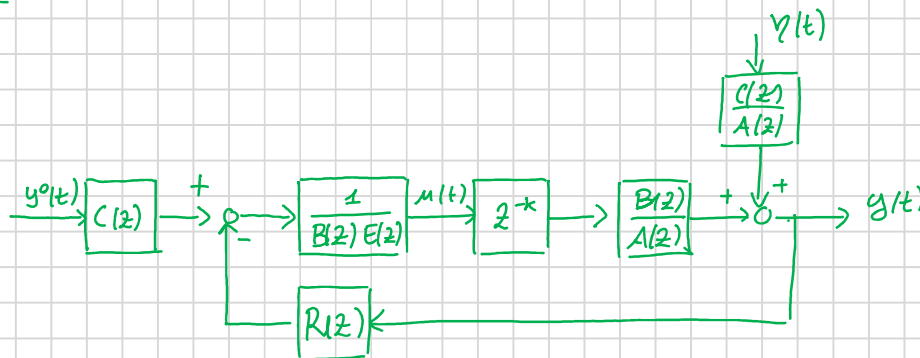 η(t)
C(z)
A(z)
y°(t)
C(z)
+
-
1
B(z) E(z)
u(t)
z^-k
B(z)
A(z)
+
+
y(t)
R(z)